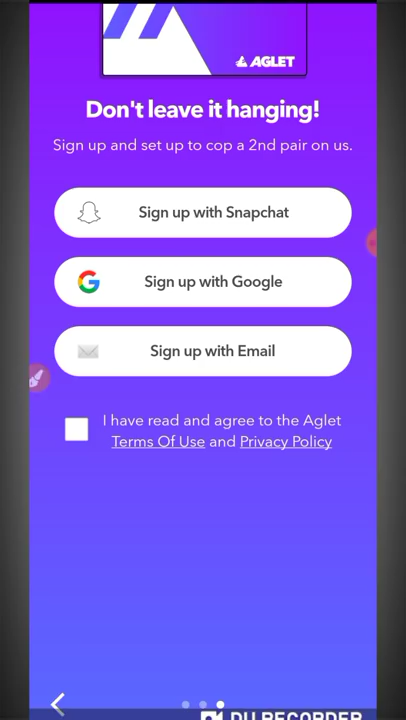 AGLET
Don't leave it hanging!
Sign up and set up to cop a 2nd pair on us.
Sign up with Snapchat
Sign up with Google
Sign up with Email
I have read and agree to the Aglet
Terms Of Use and Privacy Policy
DU RECORDER